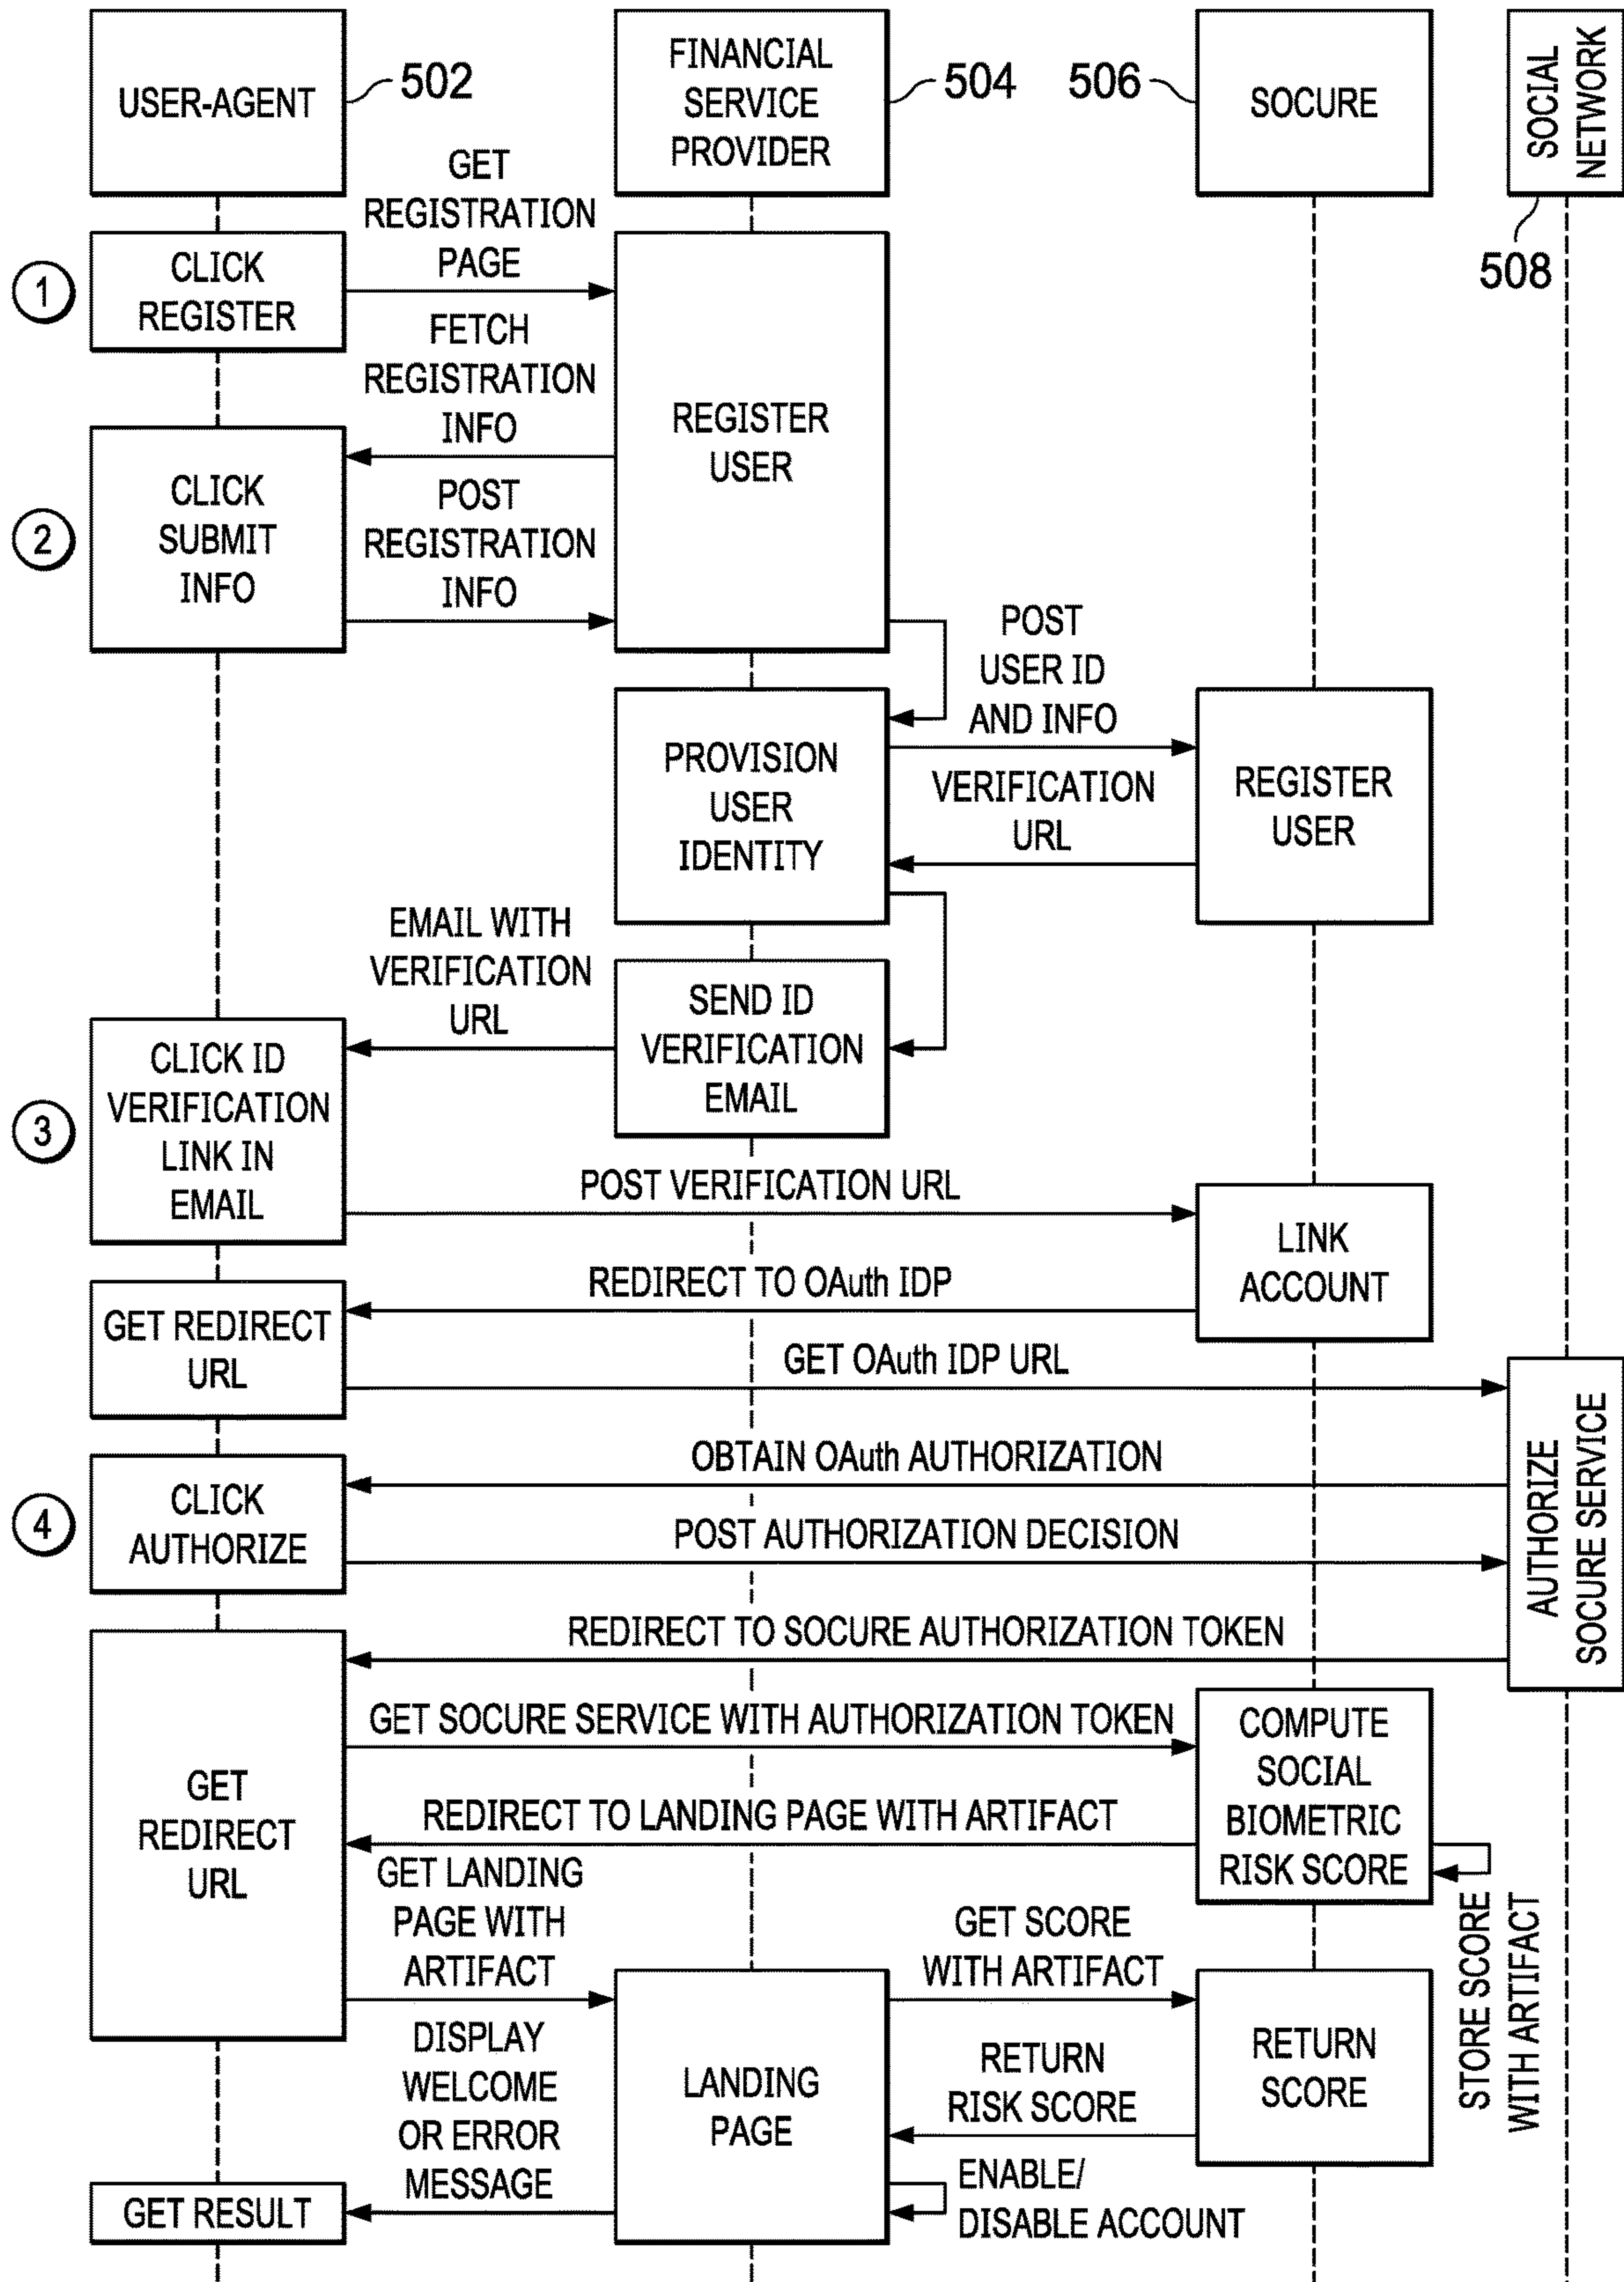 USER-AGENT
502
FINANCIAL
SERVICE
PROVIDER
504
506
SOCURE
SOCIAL
NETWORK
508
GET
REGISTRATION
PAGE
1
CLICK
REGISTER
FETCH
REGISTRATION
INFO
REGISTER
USER
2
CLICK
SUBMIT
INFO
POST
REGISTRATION
INFO
POST
USER ID
AND INFO
PROVISION
USER
IDENTITY
VERIFICATION
URL
REGISTER
USER
EMAIL WITH
VERIFICATION
URL
SEND ID
VERIFICATION
EMAIL
3
CLICK ID
VERIFICATION
LINK IN
EMAIL
POST VERIFICATION URL
LINK
ACCOUNT
REDIRECT TO OAuth IDP
GET REDIRECT
URL
GET OAuth IDP URL
AUTHORIZE
SOCURE SERVICE
OBTAIN OAuth AUTHORIZATION
4
CLICK
AUTHORIZE
POST AUTHORIZATION DECISION
REDIRECT TO SOCURE AUTHORIZATION TOKEN
GET
REDIRECT
URL
GET SOCURE SERVICE WITH AUTHORIZATION TOKEN
COMPUTE
SOCIAL
BIOMETRIC
RISK SCORE
REDIRECT TO LANDING PAGE WITH ARTIFACT
STORE SCORE
WITH ARTIFACT
GET LANDING
PAGE WITH
ARTIFACT
GET SCORE
WITH ARTIFACT
LANDING
PAGE
RETURN
SCORE
RETURN
RISK SCORE
DISPLAY
WELCOME
OR ERROR
MESSAGE
ENABLE/
DISABLE ACCOUNT
GET RESULT